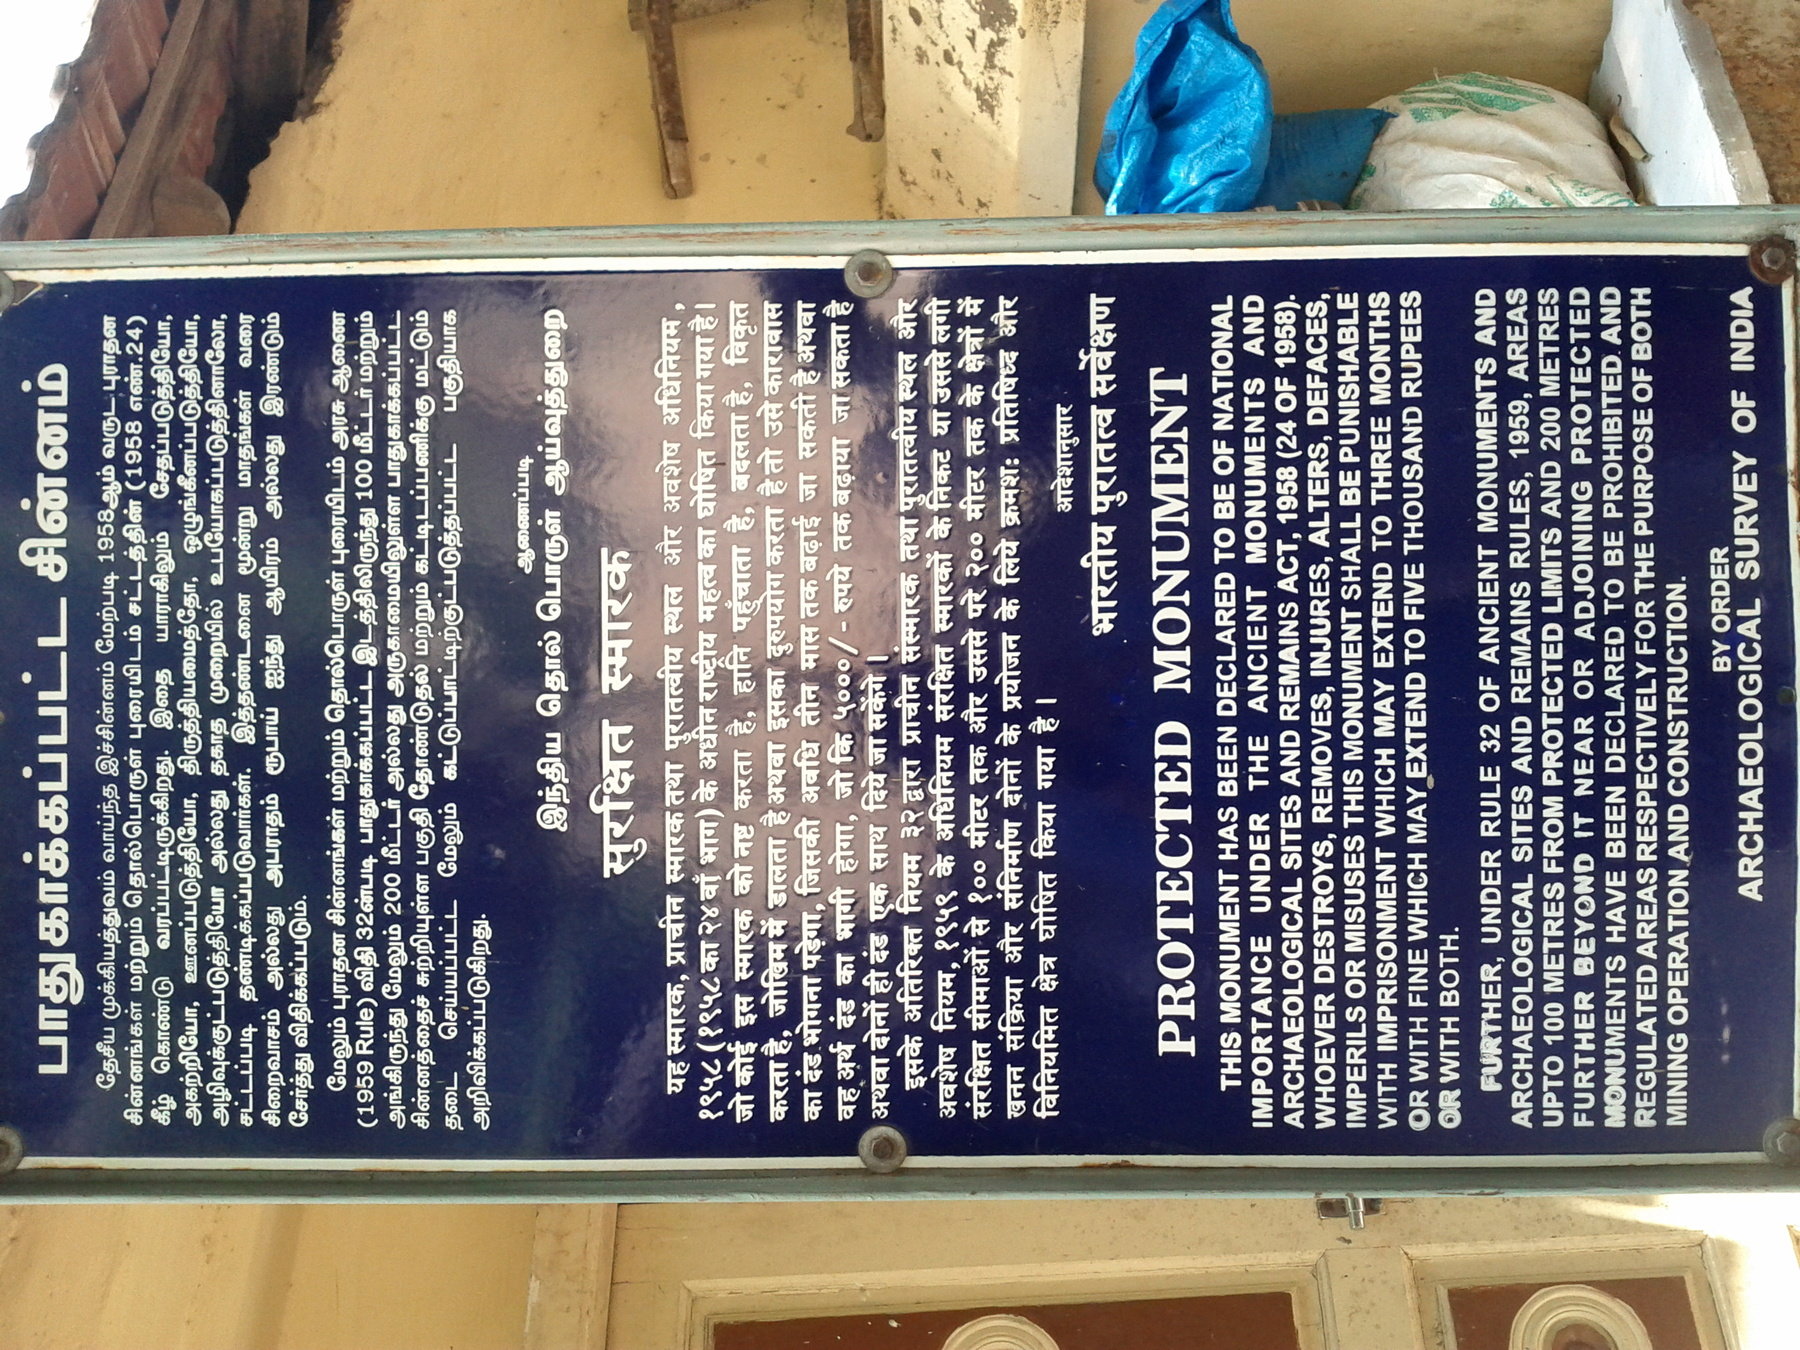 பாதுகாக்கப்பட்ட சின்னம்
தேசீய முக்கியத்துவம் வாய்ந்த இச்சின்னம் மேற்படி 1958ஆம் வருட புராதன
சின்னங்கள் மற்றும் தொல்பொருள் புரையிடம் சட்டத்தின் (1958 எண்.24)
கீழ் கொண்டு வரப்பட்டிருக்கிறது. இதை யாராகிலும் சேதப்படுத்தியோ,
அகற்றியோ, ஊனப்படுத்தியோ, திருத்தியமைத்தோ, ஒழுங்கீனப்படுத்தியோ,
அழிவுக்குட்படுத்தியோ அல்லது தகாத முறையில் உபயோகப்படுத்தினாலோ,
சட்டப்படி தண்டிக்கப்படுவார்கள். இத்தண்டனை மூன்று மாதங்கள் வரை
சிறைவாசம் அல்லது அபராதம் ரூபாய் ஐந்து ஆயிரம் அல்லது இரண்டும்
சேர்த்து விதிக்கப்படும்.
மேலும் புராதன சின்னங்கள் மற்றும் தொல்பொருள் புரையிடம் அரசு ஆணை
(1959 Rule) விதி 32ன்படி பாதுகாக்கப்பட்ட இடத்திலிருந்து 100 மீட்டர் மற்றும்
அங்கிருந்து மேலும் 200 மீட்டர் அல்லது அருகாமையிலுள்ள பாதுகாக்கப்பட்ட
சின்னத்தைச் சுற்றியுள்ள பகுதி தோண்டுதல் மற்றும் கட்டிடப்பணிக்கு மட்டும்
தடை செய்யப்பட்ட மேலும் கட்டுப்பாட்டிற்குட்படுத்தப்பட்ட பகுதியாக
அறிவிக்கப்படுகிறது.
ஆணைப்படி
இந்திய தொல் பொருள் ஆய்வுத்துறை
सुरक्षित स्मारक
यह स्मारक, प्राचीन स्मारक तथा पुरातत्वीय स्थल और अवशेष अधिनियम,
१९५८ (१९५८ का २४ वाँ भाग) के अधीन राष्ट्रीय महत्व का घोषित किया गया है।
जो कोई इस स्मारक को नष्ट करता है, हानि पहुँचाता है, बदलता है, विकृत
करता है, जोखिम में डालता है अथवा इसका दुरुपयोग करता है तो उसे कारावास
का दंड भोगना पड़ेगा, जिसकी अवधि तीन मास तक बढ़ाई जा सकती है अथवा
वह अर्थ दंड का भागी होगा, जो कि ५०००/- रुपये तक बढ़ाया जा सकता है
अथवा दोनों ही दंड एक साथ दिये जा सकेंगे।
इसके अतिरिक्त नियम ३२ द्वारा प्राचीन संस्मारक तथा पुरातत्वीय स्थल और
अवशेष नियम, १९५९ के अधिनियम संरक्षित स्मारकों के निकट या उससे लगी
संरक्षित सीमाओं से १०० मीटर तक और उससे परे २०० मीटर तक के क्षेत्रों में
खनन संक्रिया और संनिर्माण दोनों के प्रयोजन के लिये क्रमशः प्रतिषिध्द और
विनियमित क्षेत्र घोषित किया गया है।
आदेशानुसार
भारतीय पुरातत्व सर्वेक्षण
PROTECTED MONUMENT
THIS MONUMENT HAS BEEN DECLARED TO BE OF NATIONAL
IMPORTANCE UNDER THE ANCIENT MONUMENTS AND
ARCHAEOLOGICAL SITES AND REMAINS ACT, 1958 (24 OF 1958).
WHOEVER DESTROYS, REMOVES, INJURES, ALTERS, DEFACES,
IMPERILS OR MISUSES THIS MONUMENT SHALL BE PUNISHABLE
WITH IMPRISONMENT WHICH MAY EXTEND TO THREE MONTHS
OR WITH FINE WHICH MAY EXTEND TO FIVE THOUSAND RUPEES
OR WITH BOTH.
FURTHER, UNDER RULE 32 OF ANCIENT MONUMENTS AND
ARCHAEOLOGICAL SITES AND REMAINS RULES, 1959, AREAS
UPTO 100 METRES FROM PROTECTED LIMITS AND 200 METRES
FURTHER BEYOND IT NEAR OR ADJOINING PROTECTED
MONUMENTS HAVE BEEN DECLARED TO BE PROHIBITED AND
REGULATED AREAS RESPECTIVELY FOR THE PURPOSE OF BOTH
MINING OPERATION AND CONSTRUCTION.
BY ORDER
ARCHAEOLOGICAL SURVEY OF INDIA